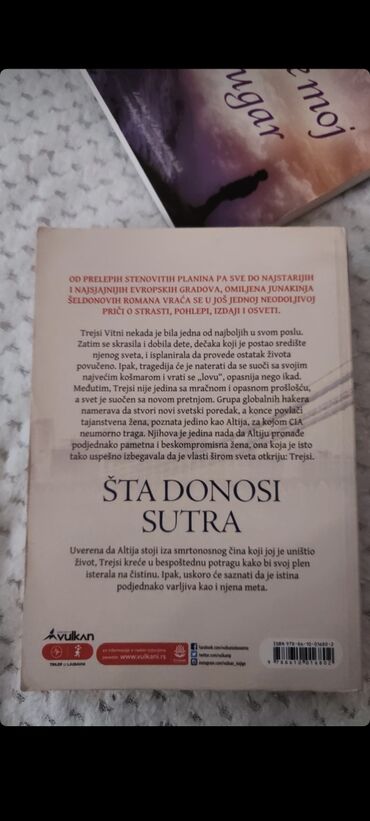 e moj
ugar
OD PRELEPIH STENOVITIH PLANINA PA SVE DO NAJSTARIJIH
I NAJSJAJNIJIH EVROPSKIH GRADOVA, OMILJENA JUNAKINJA
ŠELDONOVIH ROMANA VRAĆA SE U JOŠ JEDNOJ NEODOLJIVOJ
PRIČI O STRASTI, POHLEPI, IZDAJI I OSVETI.
Trejsi Vitni nekada je bila jedna od najboljih u svom poslu.
Zatim se skrasila i dobila dete, dečaka koji je postao središte
njenog sveta, i isplanirala da provede ostatak života
povučeno. Ipak, tragedija će je naterati da se suoči sa svojim
najvećim košmarom i vrati se „lovu”, opasnija nego ikad.
Međutim, Trejsi nije jedina sa mračnom i opasnom prošlošću,
a svet je suočen sa novom pretnjom. Grupa globalnih hakera
namerava da stvori novi svetski poredak, a konce povlači
tajanstvena žena, poznata jedino kao Altija, za kojom CIA
neumorno traga. Njihova je jedina nada da Altiju pronađe
podjednako pametna i beskompromisna žena, ona koja je isto
tako uspešno izbegavala da je vlasti širom sveta otkriju: Trejsi.
ŠTA DONOSI
SUTRA
Uverena da Altija stoji iza smrtonosnog čina koji joj je uništio
život, Trejsi kreće u bespoštednu potragu kako bi svoj plen
isterala na čistinu. Ipak, uskoro će saznati da je istina
podjednako varljiva kao i njena meta.
vulkan
www.vulkani.rs
ISBN 978-86-10-01680-2
9 788610 016802